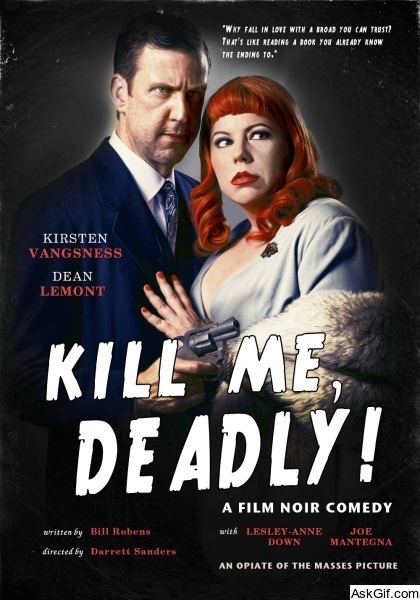 "WHY FALL IN LOVE WITH A BROAD YOU CAN TRUST?
THAT'S LIKE READING A BOOK YOU ALREADY KNOW
THE ENDING TO."
KIRSTEN
VANGSNESS
DEAN
LEMONT
KILL ME,
DEADLY!
A FILM NOIR COMEDY
written by Bill Robens
directed by Darrett Sanders
with LESLEY-ANNE DOWN JOE MANTEGNA
AN OPIATE OF THE MASSES PICTURE
AskGif.com